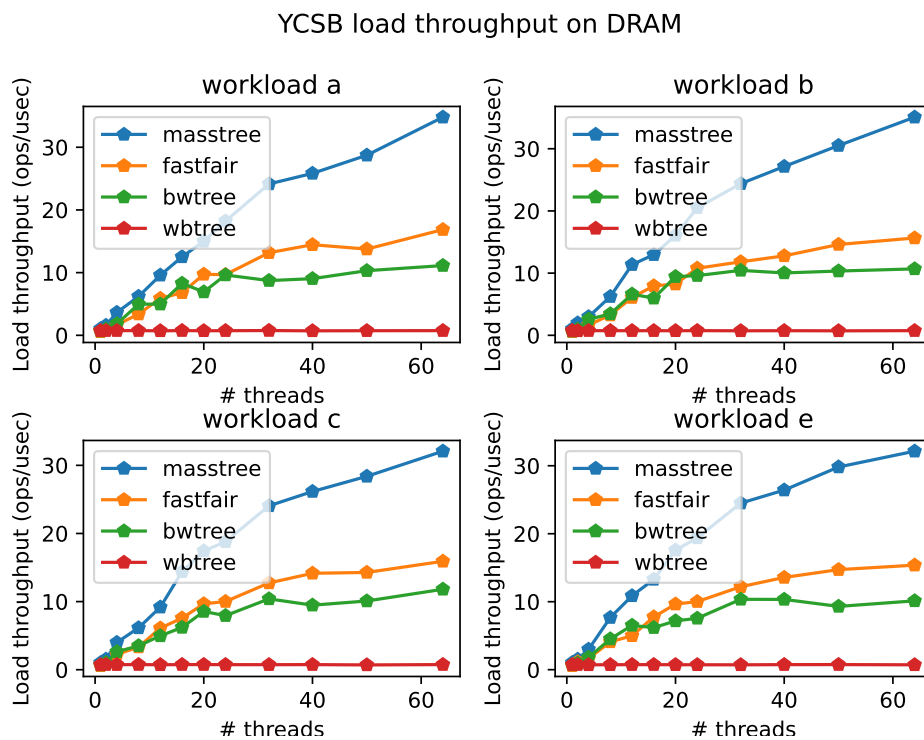 YCSB load throughput on DRAM
workload a
Load throughput (ops/usec)
30
20
10
0
masstree
fastfair
bwtree
wbtree
0 20 40 60
# threads
workload b
Load throughput (ops/usec)
30
20
10
0
masstree
fastfair
bwtree
wbtree
0 20 40 60
# threads
workload c
Load throughput (ops/usec)
30
20
10
0
masstree
fastfair
bwtree
wbtree
0 20 40 60
# threads
workload e
Load throughput (ops/usec)
30
20
10
0
masstree
fastfair
bwtree
wbtree
0 20 40 60
# threads